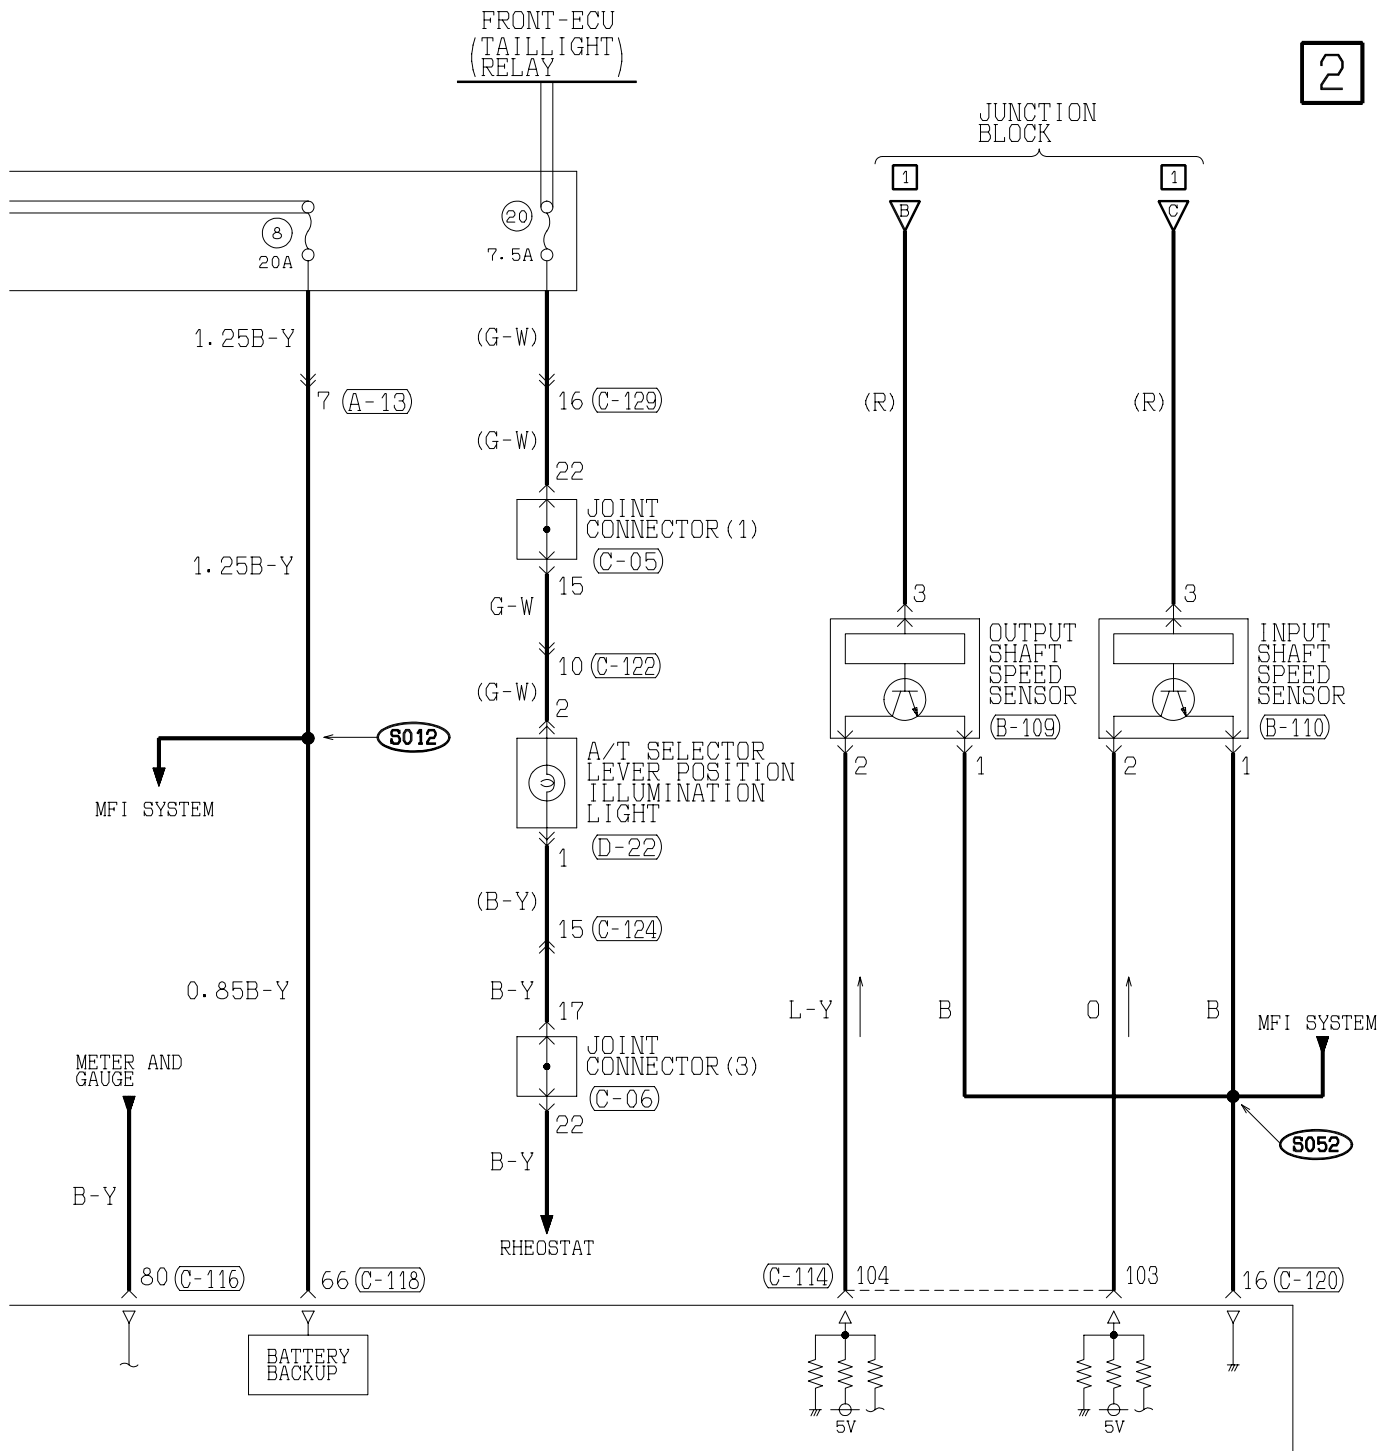 FRONT-ECU
(TAILLIGHT
RELAY)
2
JUNCTION
BLOCK
1
1
B
C
8
20A
20
7.5A
1.25B-Y
(G-W)
7 (A-13)
16 (C-129)
(R)
(R)
(G-W)
22
JOINT
CONNECTOR(1)
(C-05)
1.25B-Y
15
G-W
3
3
OUTPUT
SHAFT
SPEED
SENSOR
(B-109)
INPUT
SHAFT
SPEED
SENSOR
(B-110)
10 (C-122)
(G-W)
2
S012
A/T SELECTOR
LEVER POSITION
ILLUMINATION
LIGHT
(D-22)
2
1
2
1
MFI SYSTEM
1
(B-Y)
15 (C-124)
0.85B-Y
B-Y
17
L-Y
B
O
B
MFI SYSTEM
JOINT
CONNECTOR(3)
(C-06)
METER AND
GAUGE
22
S052
B-Y
B-Y
RHEOSTAT
80 (C-116)
66 (C-118)
(C-114) 104
103
16 (C-120)
BATTERY
BACKUP
5V
5V